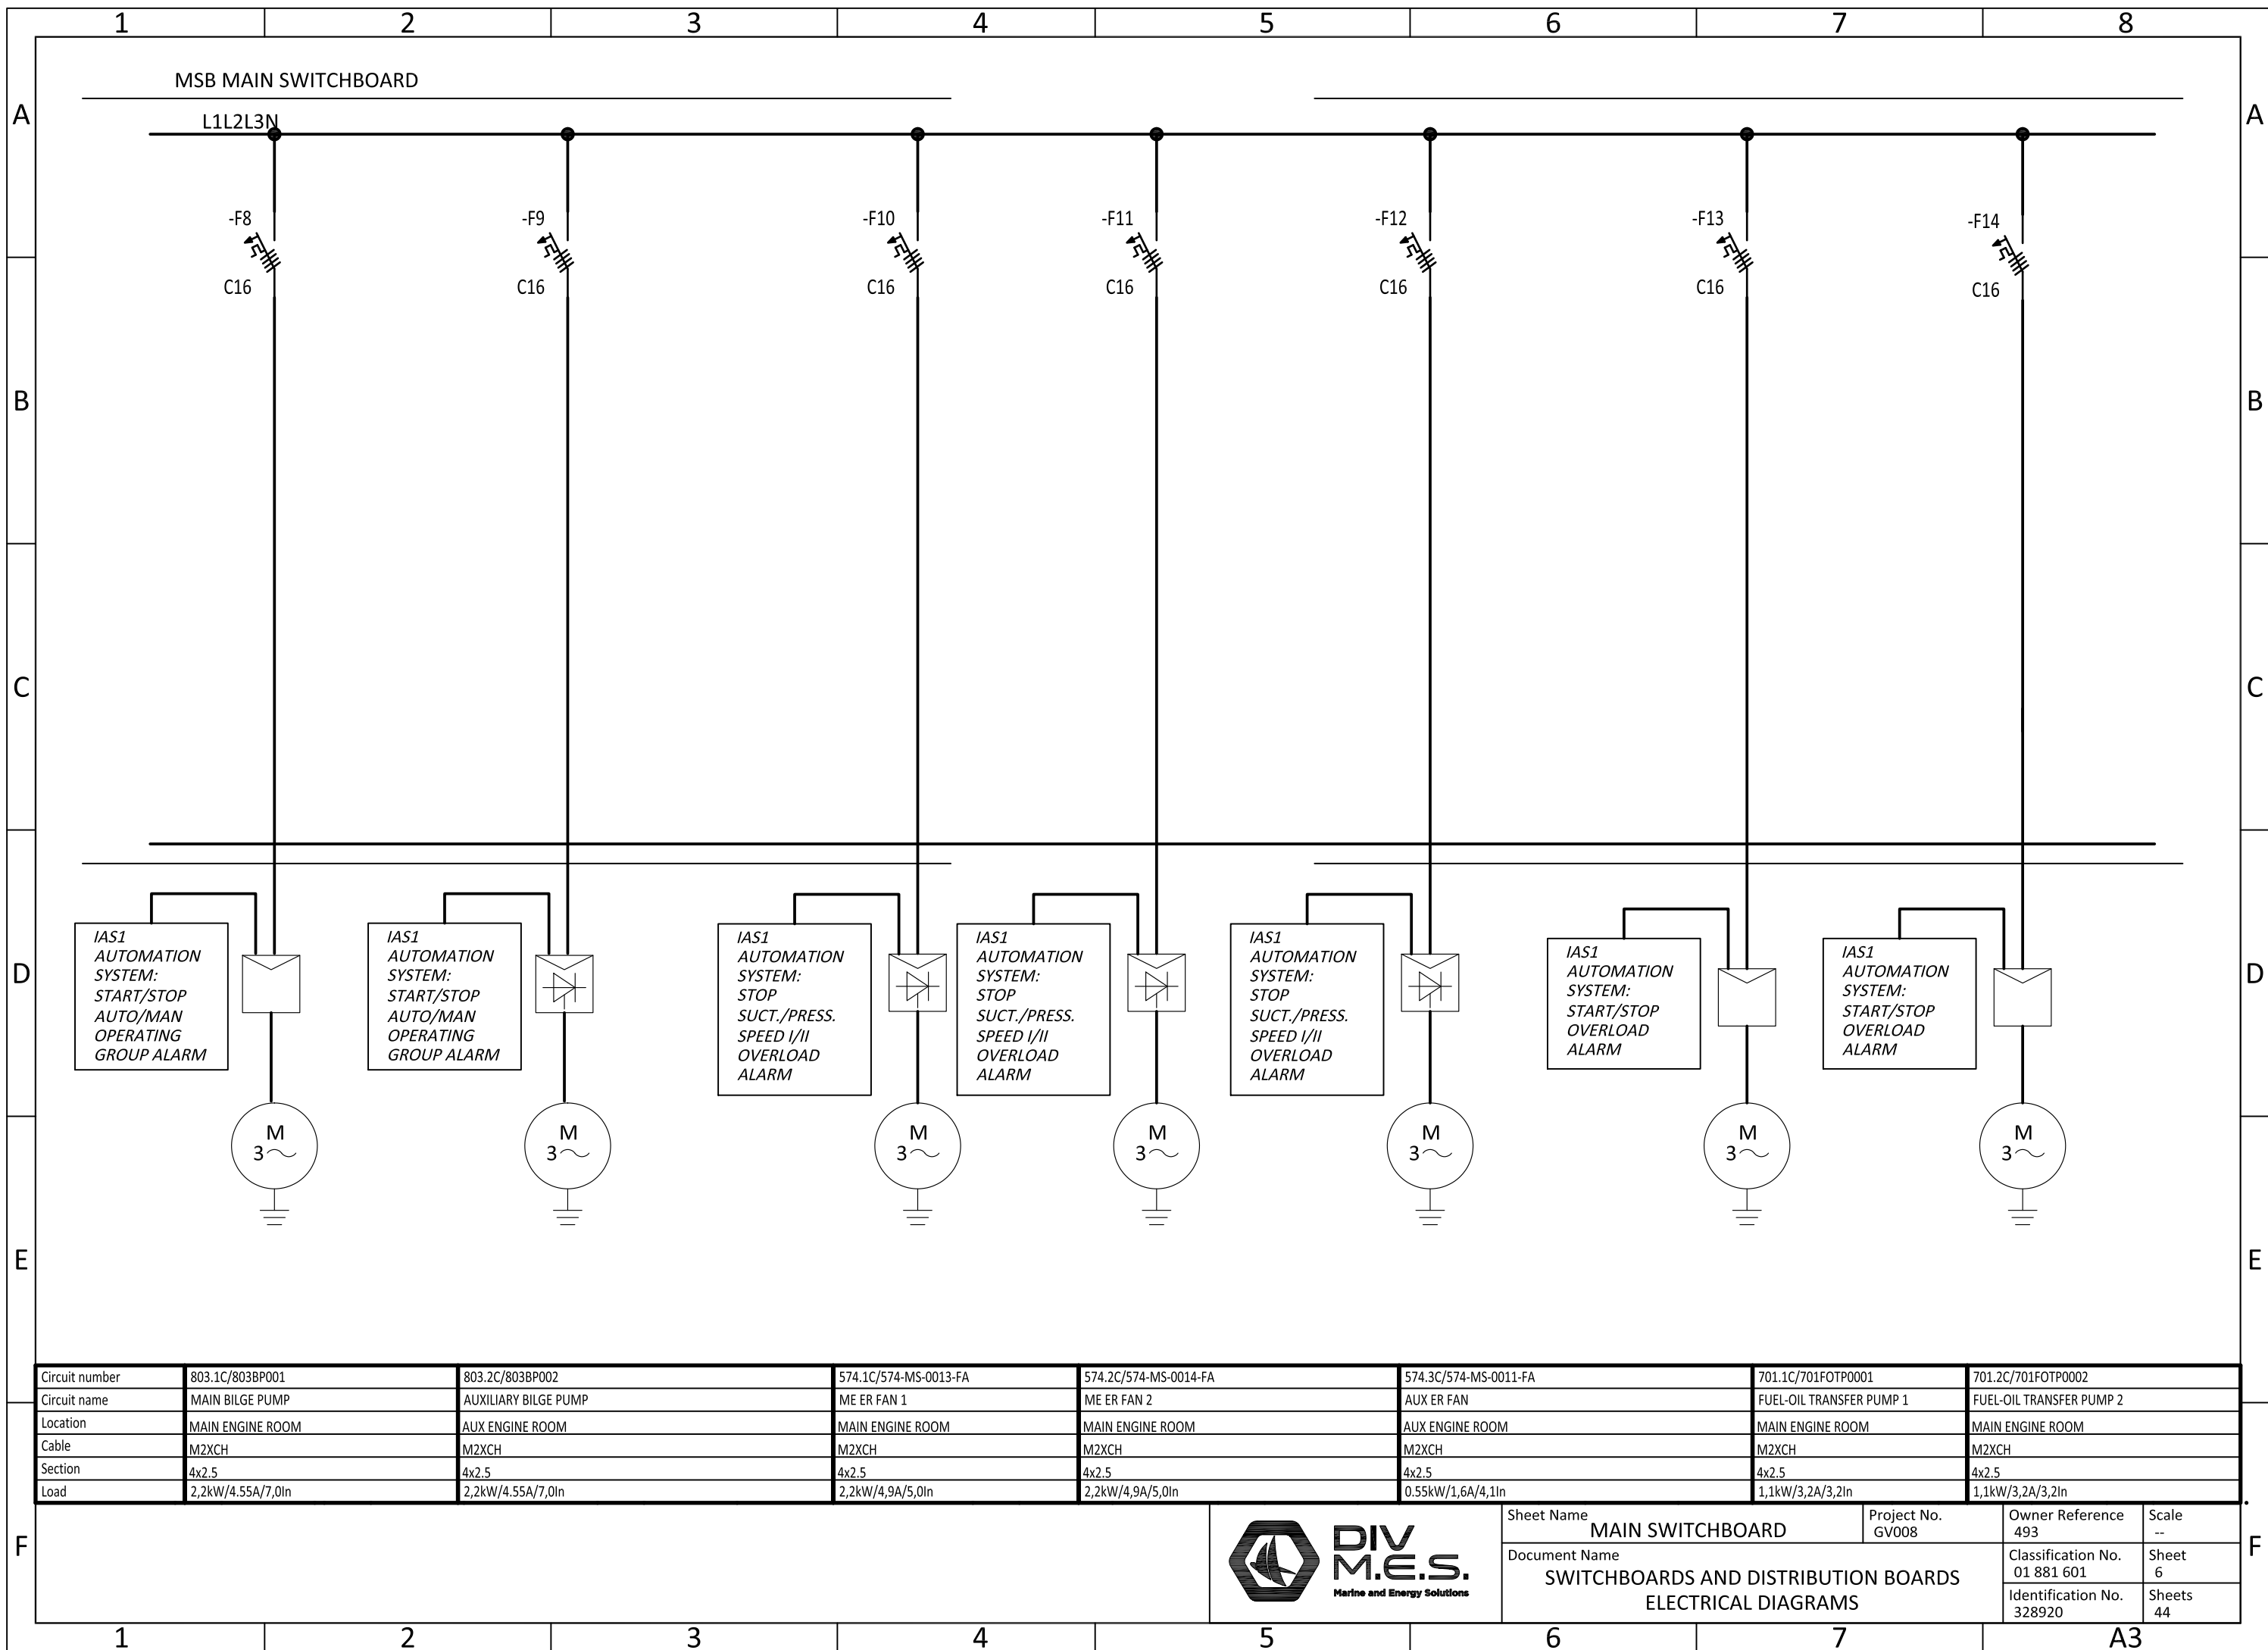 1 2 3 4 5 6 7 8
MSB MAIN SWITCHBOARD
A A
L1L2L3N
-F8 -F9 -F10 -F11 -F12 -F13 -F14
C16 C16 C16 C16 C16 C16 C16
B B
C C
D D
IAS1
AUTOMATION
SYSTEM:
START/STOP
AUTO/MAN
OPERATING
GROUP ALARM
IAS1
AUTOMATION
SYSTEM:
START/STOP
AUTO/MAN
OPERATING
GROUP ALARM
IAS1
AUTOMATION
SYSTEM:
STOP
SUCT./PRESS.
SPEED I/II
OVERLOAD
ALARM
IAS1
AUTOMATION
SYSTEM:
STOP
SUCT./PRESS.
SPEED I/II
OVERLOAD
ALARM
IAS1
AUTOMATION
SYSTEM:
STOP
SUCT./PRESS.
SPEED I/II
OVERLOAD
ALARM
IAS1
AUTOMATION
SYSTEM:
START/STOP
OVERLOAD
ALARM
IAS1
AUTOMATION
SYSTEM:
START/STOP
OVERLOAD
ALARM
M M M M M M M
3~ 3~ 3~ 3~ 3~ 3~ 3~
E E
Circuit number 803.1C/803BP001 803.2C/803BP002 574.1C/574-MS-0013-FA 574.2C/574-MS-0014-FA 574.3C/574-MS-0011-FA 701.1C/701FOTP0001 701.2C/701FOTP0002
Circuit name MAIN BILGE PUMP AUXILIARY BILGE PUMP ME ER FAN 1 ME ER FAN 2 AUX ER FAN FUEL-OIL TRANSFER PUMP 1 FUEL-OIL TRANSFER PUMP 2
Location MAIN ENGINE ROOM AUX ENGINE ROOM MAIN ENGINE ROOM MAIN ENGINE ROOM AUX ENGINE ROOM MAIN ENGINE ROOM MAIN ENGINE ROOM
Cable M2XCH M2XCH M2XCH M2XCH M2XCH M2XCH M2XCH
Section 4x2.5 4x2.5 4x2.5 4x2.5 4x2.5 4x2.5 4x2.5
Load 2,2kW/4.55A/7,0In 2,2kW/4.55A/7,0In 2,2kW/4,9A/5,0In 2,2kW/4,9A/5,0In 0.55kW/1,6A/4,1In 1,1kW/3,2A/3,2In 1,1kW/3,2A/3,2In
F F
DIV
M.E.S.
Marine and Energy Solutions
Sheet Name
MAIN SWITCHBOARD
Project No.
GV008
Owner Reference
493
Scale
--
Document Name
SWITCHBOARDS AND DISTRIBUTION BOARDS
ELECTRICAL DIAGRAMS
Classification No.
01 881 601
Sheet
6
Identification No.
328920
Sheets
44
1 2 3 4 5 6 7 A3